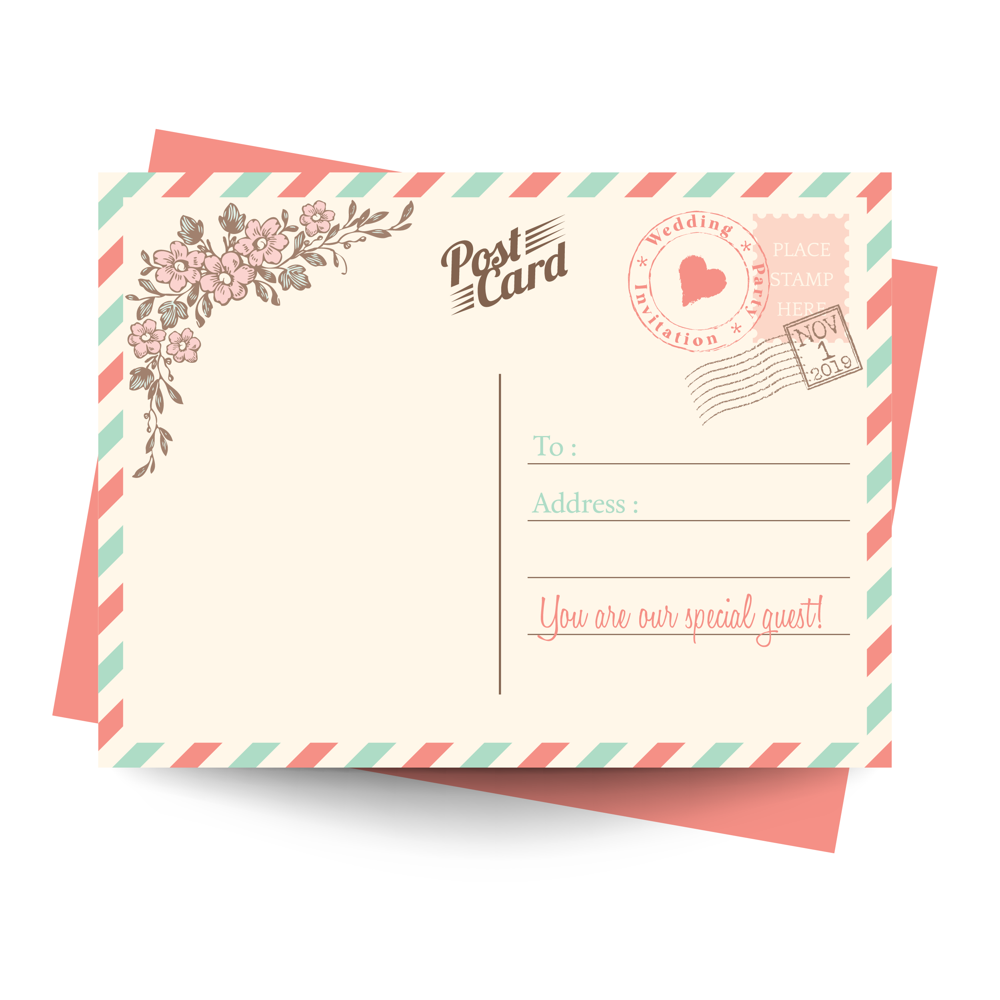 Post
Card
* Wedding * Party * Invitation
PLACE
STAMP
HERE
NOV
1
2019
To :
Address :
You are our special guest!